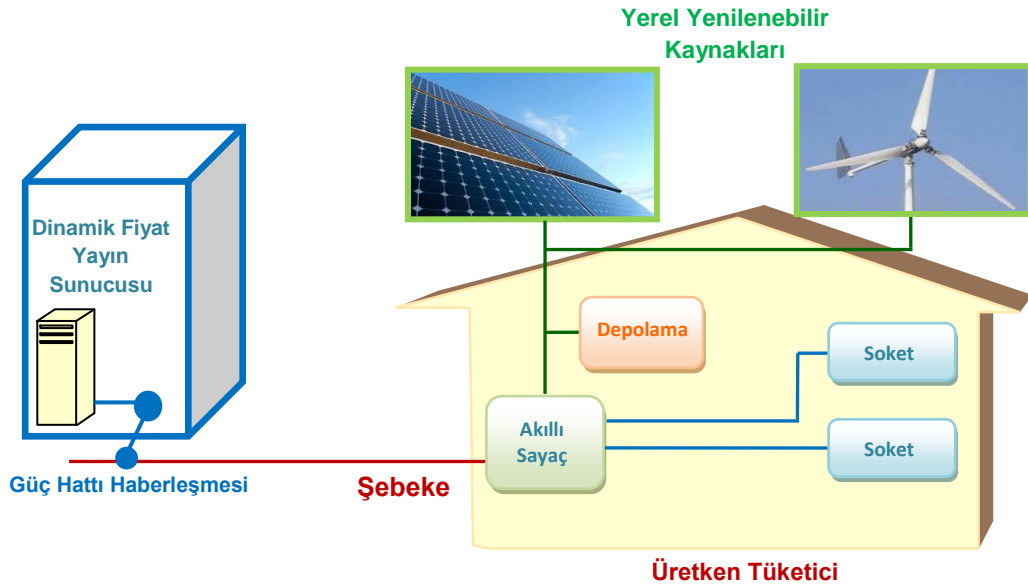 Yerel Yenilenebilir
Kaynakları
Dinamik Fiyat
Yayın
Sunucusu
Depolama
Soket
Akıllı
Sayaç
Soket
Güç Hattı Haberleşmesi
Şebeke
Üretken Tüketici